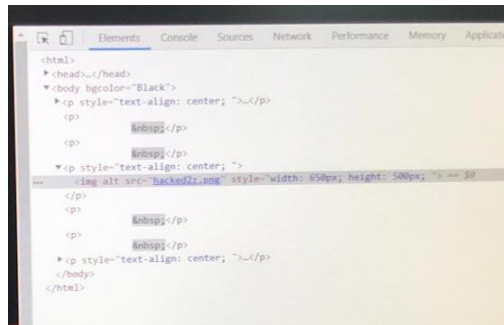 Elements Console Sources Network Performance Memory Applicati
<html>
▶<head>…</head>
▼<body bgcolor="Black">
▶<p style="text-align: center; ">…</p>
<p>
&nbsp;</p>
<p>
&nbsp;</p>
▼<p style="text-align: center; ">
… <img alt src="hacked2;.png" style="width: 650px; height: 500px; "> == $0
</p>
<p>
&nbsp;</p>
<p>
&nbsp;</p>
▶<p style="text-align: center; ">…</p>
</body>
</html>